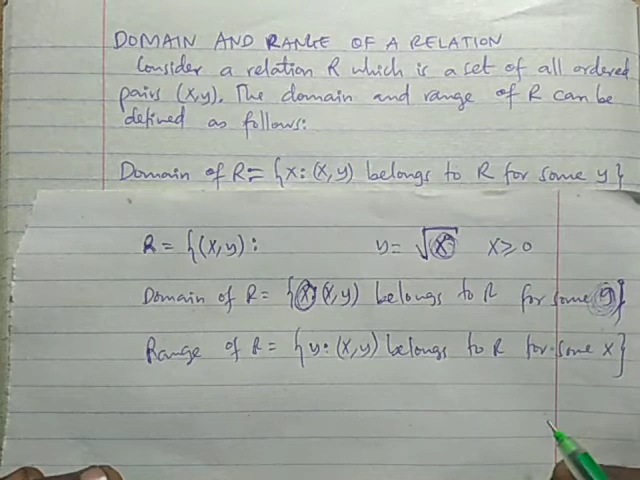 DOMAIN AND RANGE OF A RELATION
Consider a relation R which is a set of all ordered
pairs (x,y). The domain and range of R can be
defined as follows:
Domain of R = {x: (x,y) belongs to R for some y}
R = {(x,y): y = √x x ≥ 0
Domain of R = {x: (x,y) belongs to R for some y}
Range of R = {y: (x,y) belongs to R for some x}